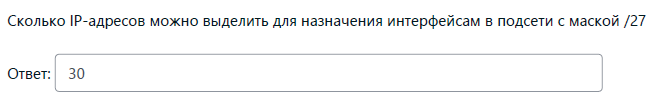 Сколько IP-адресов можно выделить для назначения интерфейсам в подсети с маской /27
Ответ: 30